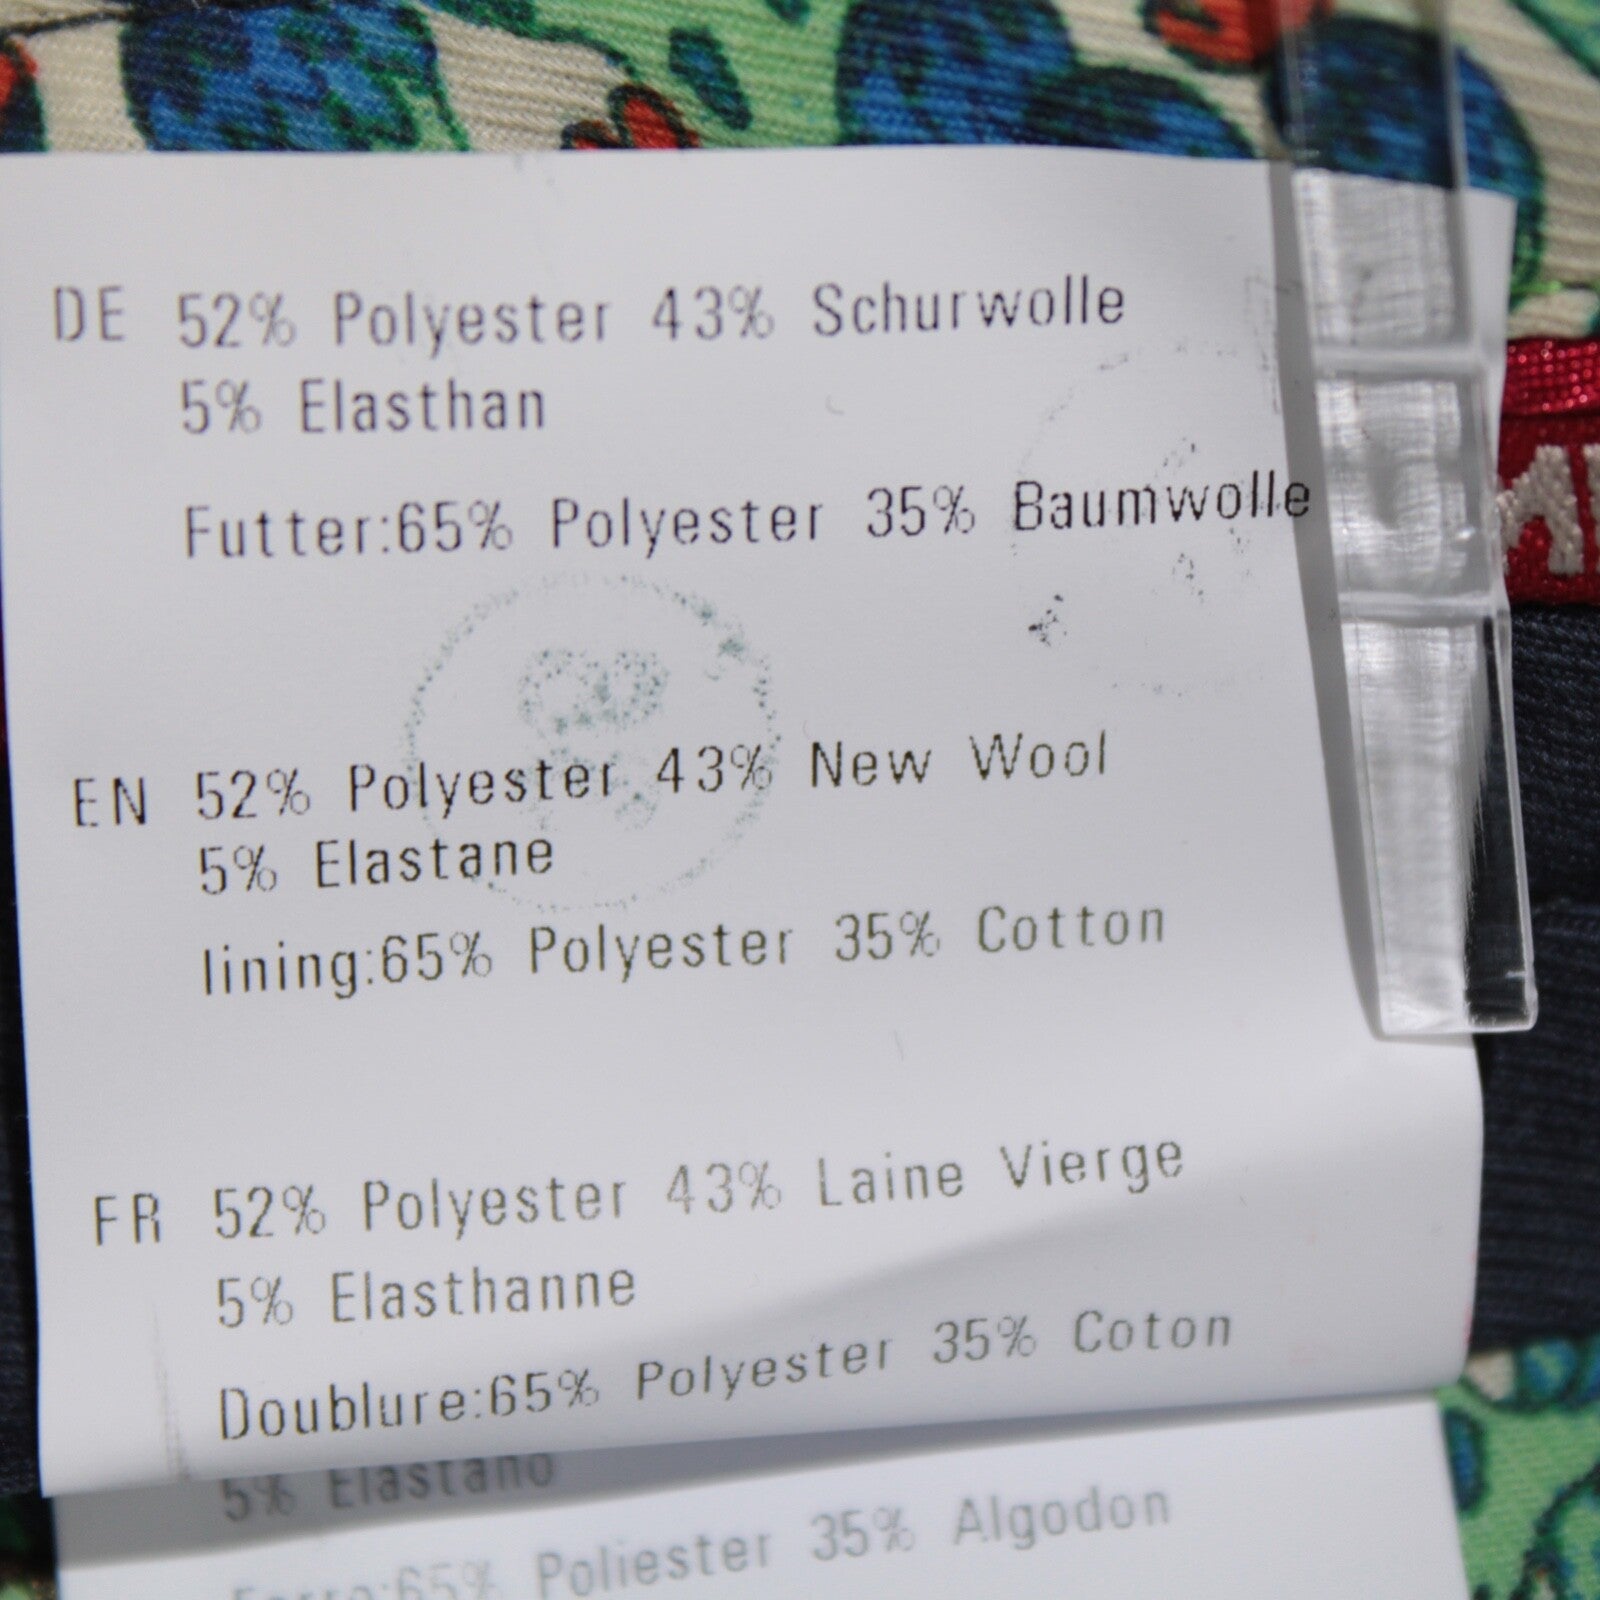 DE 52% Polyester 43% Schurwolle
5% Elasthan
Futter:65% Polyester 35% Baumwolle
EN 52% Polyester 43% New Wool
5% Elastane
lining:65% Polyester 35% Cotton
FR 52% Polyester 43% Laine Vierge
5% Elasthanne
Doublure:65% Polyester 35% Coton
5% Elastano
Forro:65% Poliester 35% Algodon